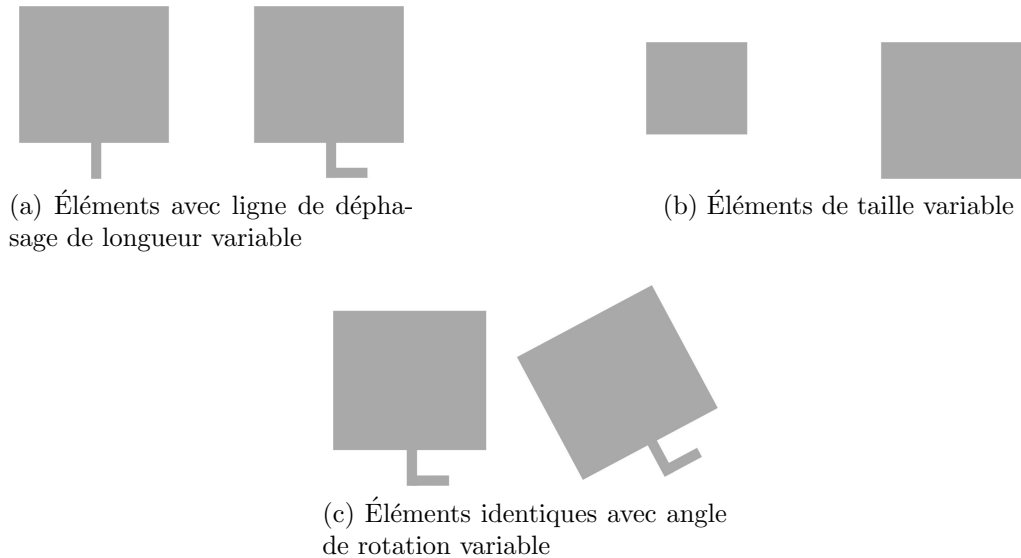 (a) Éléments avec ligne de dépha-
sage de longueur variable
(b) Éléments de taille variable
(c) Éléments identiques avec angle
de rotation variable